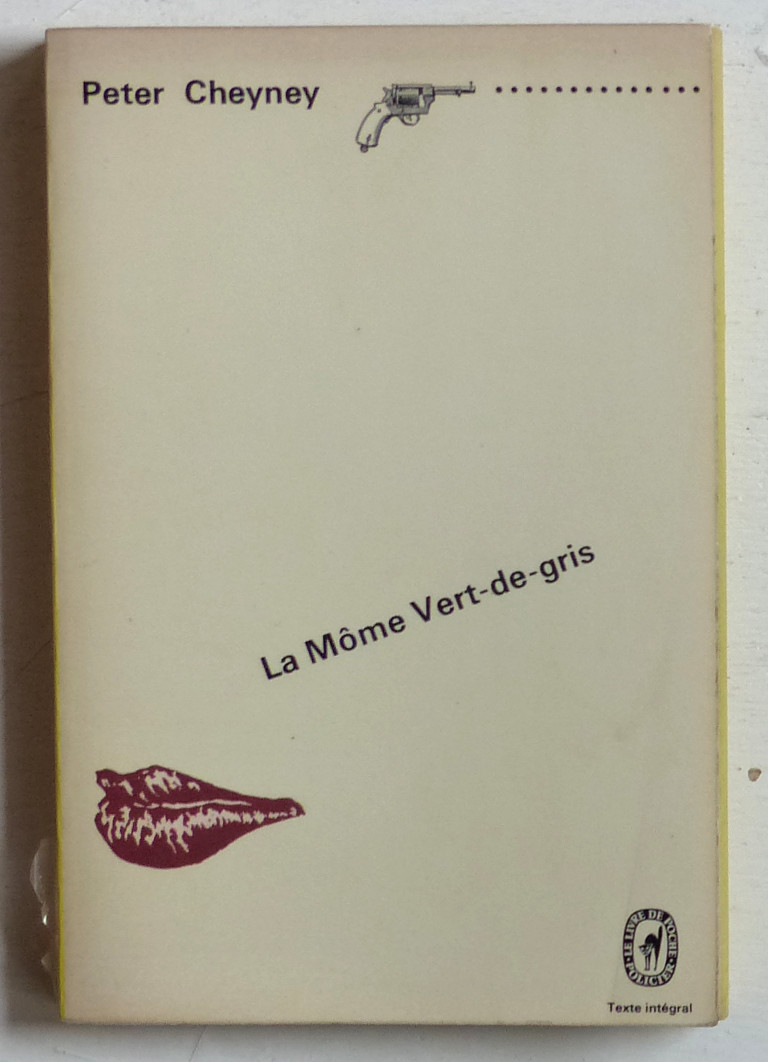 Peter Cheyney
La Môme Vert-de-gris
LE LIVRE DE POCHE
POLICIER
Texte intégral